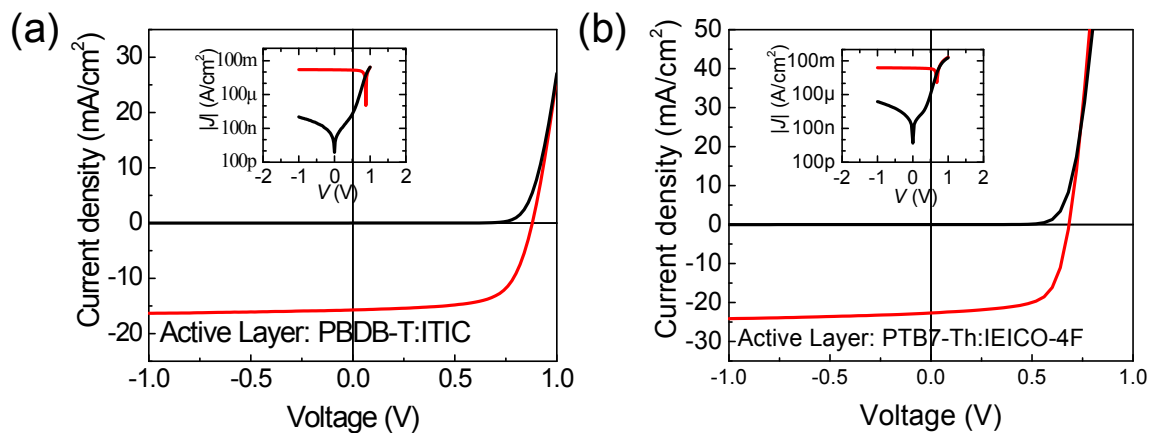 (a)
Current density (mA/cm²)
30
20
10
0
-10
-20
|J| (A/cm²)
100m
100μ
100n
100p
-2 -1 0 1 2
V (V)
Active Layer: PBDB-T:ITIC
-1.0 -0.5 0.0 0.5 1.0
Voltage (V)
(b)
Current density (mA/cm²)
50
40
30
20
10
0
-10
-20
-30
|J| (A/cm²)
100m
100μ
100n
100p
-2 -1 0 1 2
V (V)
Active Layer: PTB7-Th:IEICO-4F
-1.0 -0.5 0.0 0.5 1.0
Voltage (V)